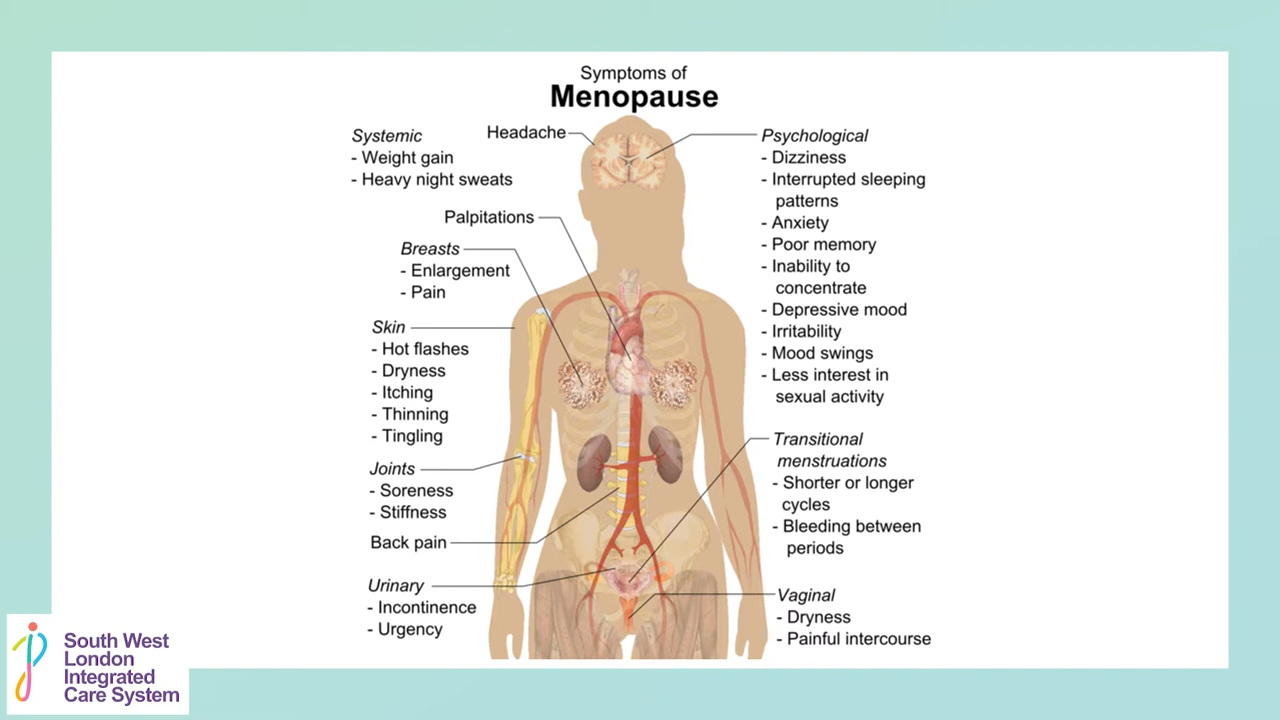 Symptoms of
Menopause
Systemic
- Weight gain
- Heavy night sweats
Headache
Palpitations
Breasts
- Enlargement
- Pain
Skin
- Hot flashes
- Dryness
- Itching
- Thinning
- Tingling
Joints
- Soreness
- Stiffness
Back pain
Urinary
- Incontinence
- Urgency
Psychological
- Dizziness
- Interrupted sleeping
patterns
- Anxiety
- Poor memory
- Inability to
concentrate
- Depressive mood
- Irritability
- Mood swings
- Less interest in
sexual activity
Transitional
menstruations
- Shorter or longer
cycles
- Bleeding between
periods
Vaginal
- Dryness
- Painful intercourse
South West
London
Integrated
Care System